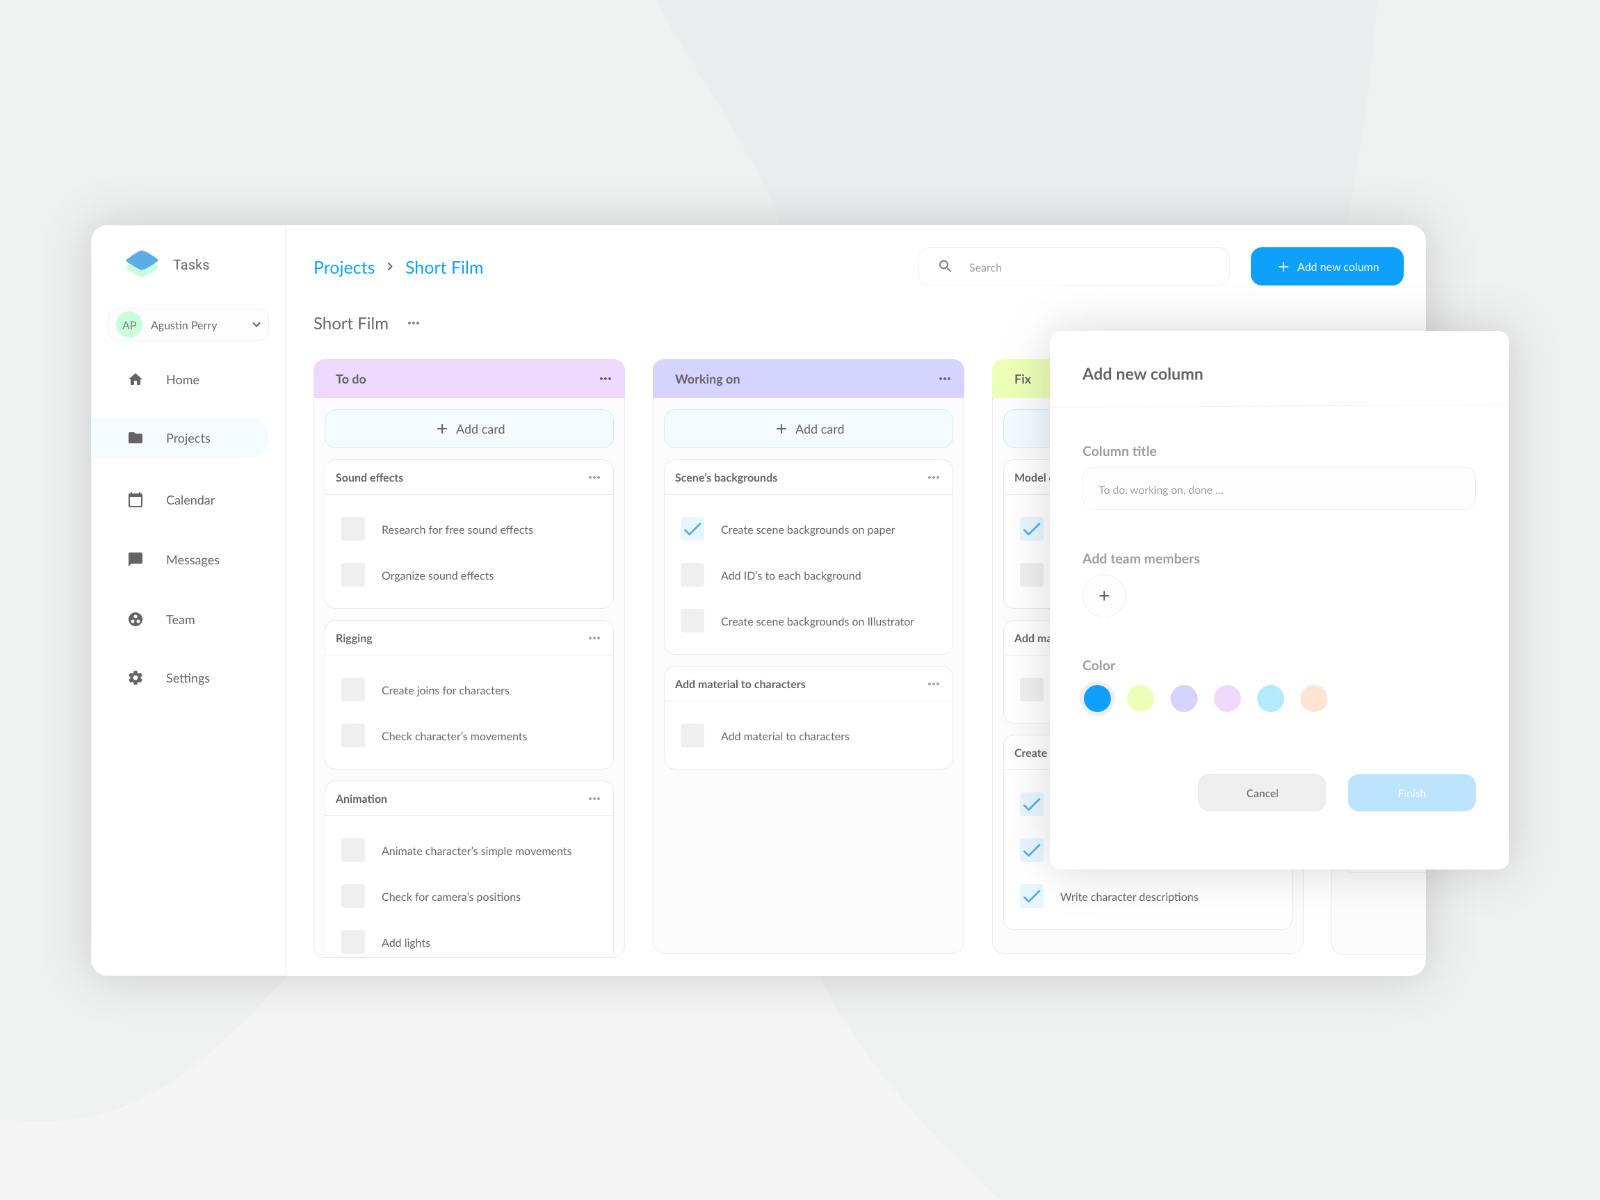 Tasks
AP Agustin Perry
Home
Projects
Calendar
Messages
Team
Settings
Projects > Short Film
Search
+ Add new column
Short Film ...
To do ...
+ Add card
Sound effects ...
Research for free sound effects
Organize sound effects
Rigging ...
Create joins for characters
Check character's movements
Animation ...
Animate character's simple movements
Check for camera's positions
Add lights
Working on ...
+ Add card
Scene's backgrounds ...
Create scene backgrounds on paper
Add ID's to each background
Create scene backgrounds on Illustrator
Add material to characters ...
Add material to characters
Fix
Model
Add ma
Create
Write character descriptions
Add new column
Column title
To do, working on, done ...
Add team members
+
Color
Cancel
Finish